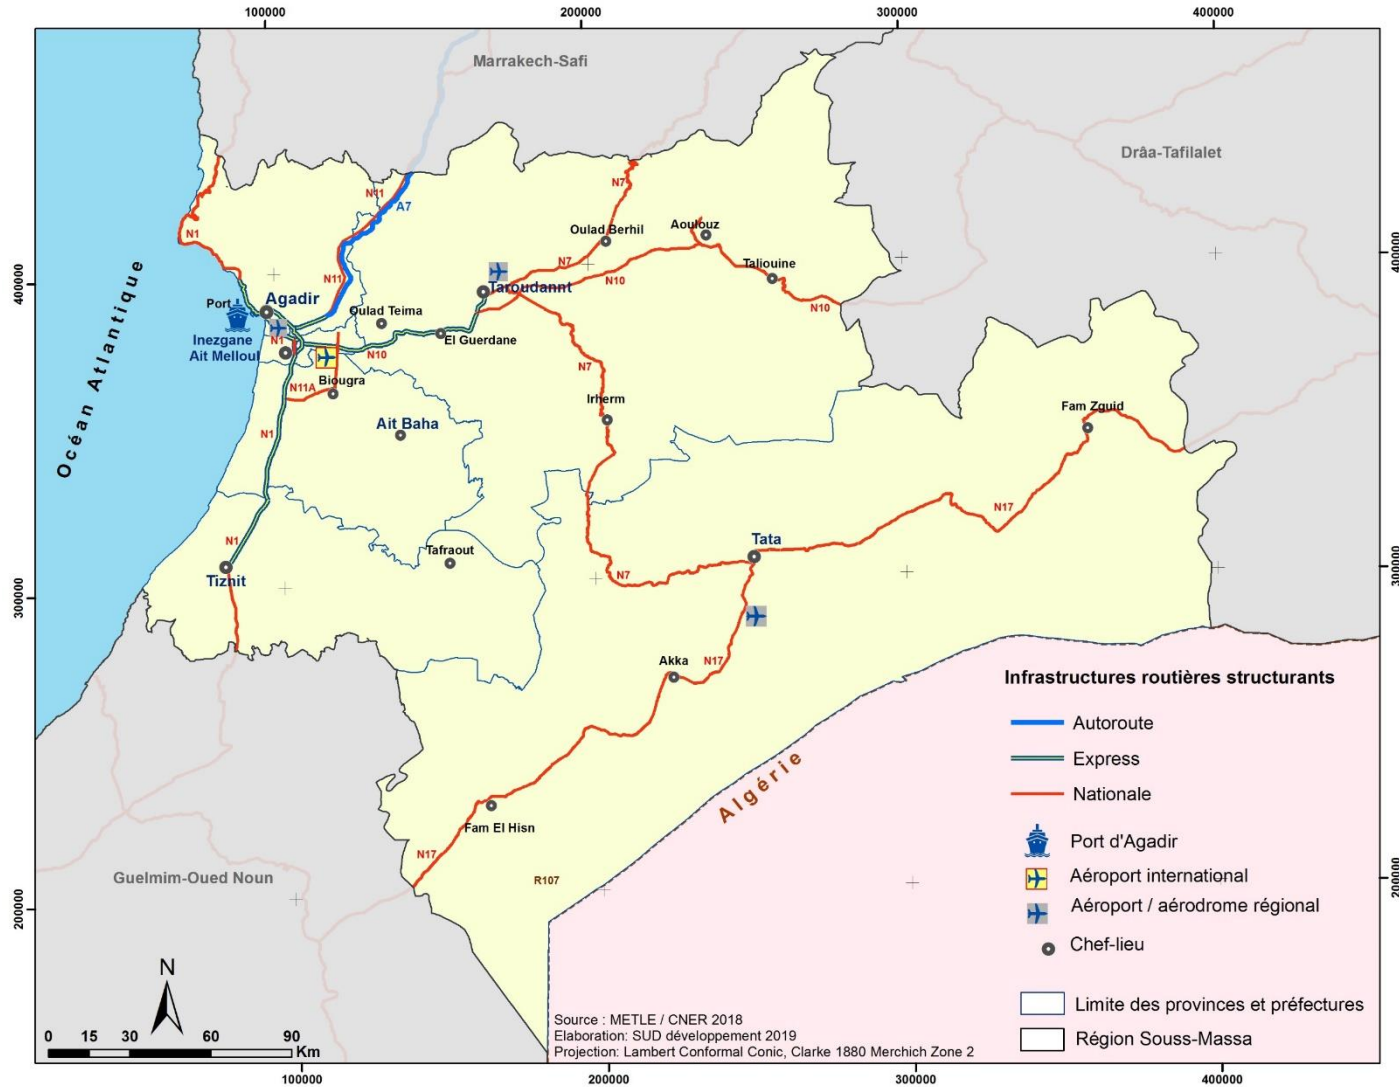 100000
200000
300000
400000
Marrakech-Safi
Drâa-Tafilalet
N7
N11
A7
Oulad Berhil
Aoulouz
N1
N7
Taliouine
N11
N10
400000
400000
Taroudannt
N10
Port
Agadir
Oulad Teima
Océan Atlantique
Inezgane
Ait Melloul
N1
El Guerdane
N10
N7
Biougra
N11A
Irherm
Fam Zguid
Ait Baha
N1
N17
N1
Tata
Tafraout
Tiznit
N7
300000
300000
Akka
N17
Infrastructures routières structurants
Autoroute
Express
Nationale
Algérie
Fam El Hisn
Port d'Agadir
N17
Aéroport international
Guelmim-Oued Noun
R107
200000
200000
Aéroport / aérodrome régional
Chef-lieu
N
Limite des provinces et préfectures
Région Souss-Massa
0 15 30 60 90
Km
Source : METLE / CNER 2018
Elaboration: SUD développement 2019
Projection: Lambert Conformal Conic, Clarke 1880 Merchich Zone 2
100000
200000
300000
400000